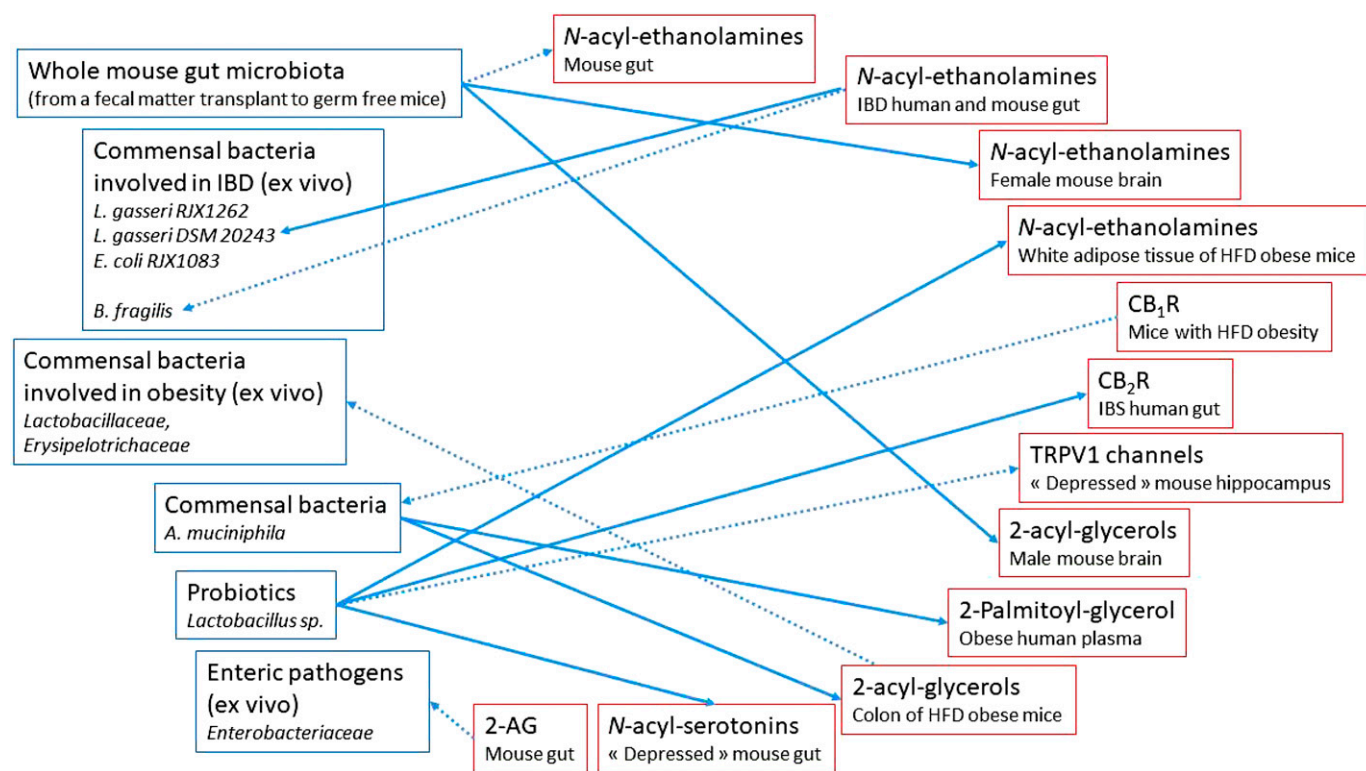 Whole mouse gut microbiota
(from a fecal matter transplant to germ free mice)
Commensal bacteria
involved in IBD (ex vivo)
L. gasseri RJX1262
L. gasseri DSM 20243
E. coli RJX1083
B. fragilis
Commensal bacteria
involved in obesity (ex vivo)
Lactobacillaceae,
Erysipelotrichaceae
Commensal bacteria
A. muciniphila
Probiotics
Lactobacillus sp.
Enteric pathogens
(ex vivo)
Enterobacteriaceae
N-acyl-ethanolamines
Mouse gut
N-acyl-ethanolamines
IBD human and mouse gut
N-acyl-ethanolamines
Female mouse brain
N-acyl-ethanolamines
White adipose tissue of HFD obese mice
CB₁R
Mice with HFD obesity
CB₂R
IBS human gut
TRPV1 channels
« Depressed » mouse hippocampus
2-acyl-glycerols
Male mouse brain
2-Palmitoyl-glycerol
Obese human plasma
2-acyl-glycerols
Colon of HFD obese mice
N-acyl-serotonins
« Depressed » mouse gut
2-AG
Mouse gut